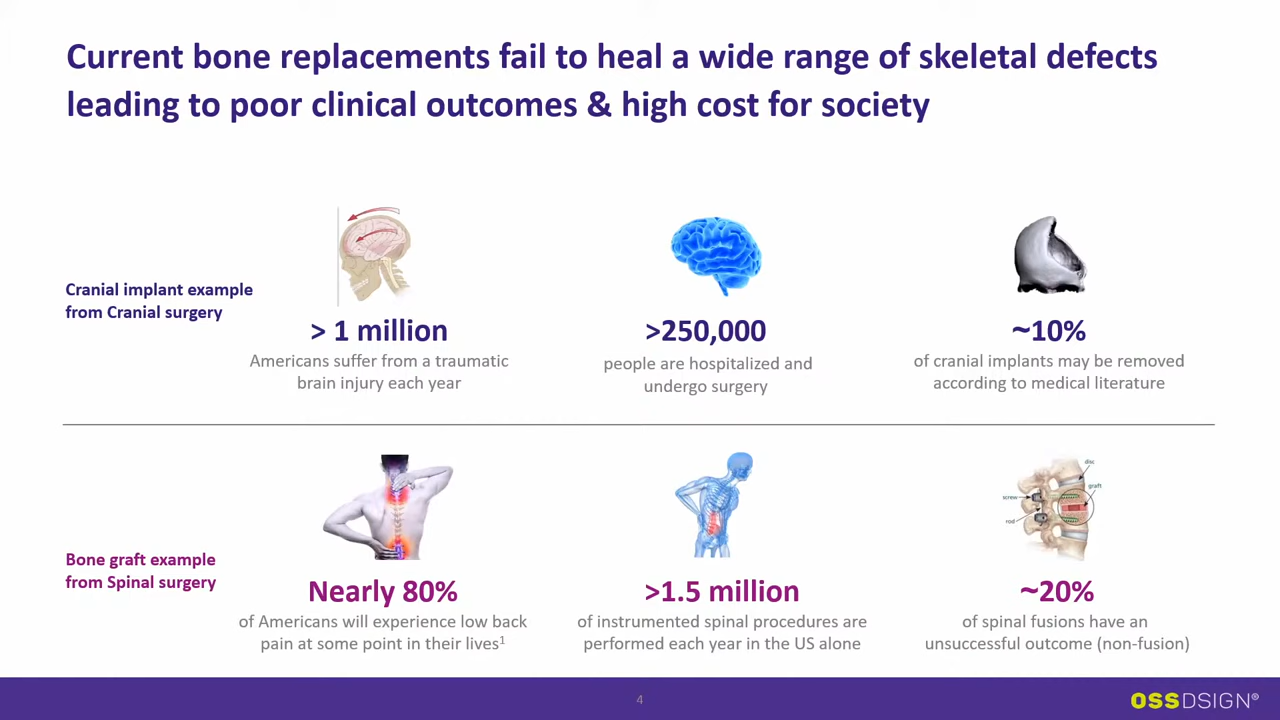 Current bone replacements fail to heal a wide range of skeletal defects
leading to poor clinical outcomes & high cost for society
Cranial implant example
from Cranial surgery
> 1 million
Americans suffer from a traumatic
brain injury each year
>250,000
people are hospitalized and
undergo surgery
~10%
of cranial implants may be removed
according to medical literature
Bone graft example
from Spinal surgery
Nearly 80%
of Americans will experience low back
pain at some point in their lives¹
>1.5 million
of instrumented spinal procedures are
performed each year in the US alone
disc
graft
screw
rod
~20%
of spinal fusions have an
unsuccessful outcome (non-fusion)
4
OSSDSIGN®